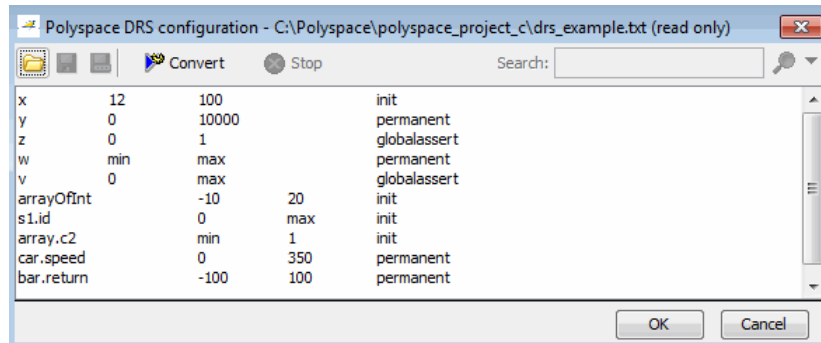 Polyspace DRS configuration - C:\Polyspace\polyspace_project_c\drs_example.txt (read only)
Convert Stop Search:
x 12 100 init
y 0 10000 permanent
z 0 1 globalassert
w min max permanent
v 0 max globalassert
arrayOfInt -10 20 init
s1.id 0 max init
array.c2 min 1 init
car.speed 0 350 permanent
bar.return -100 100 permanent
OK Cancel